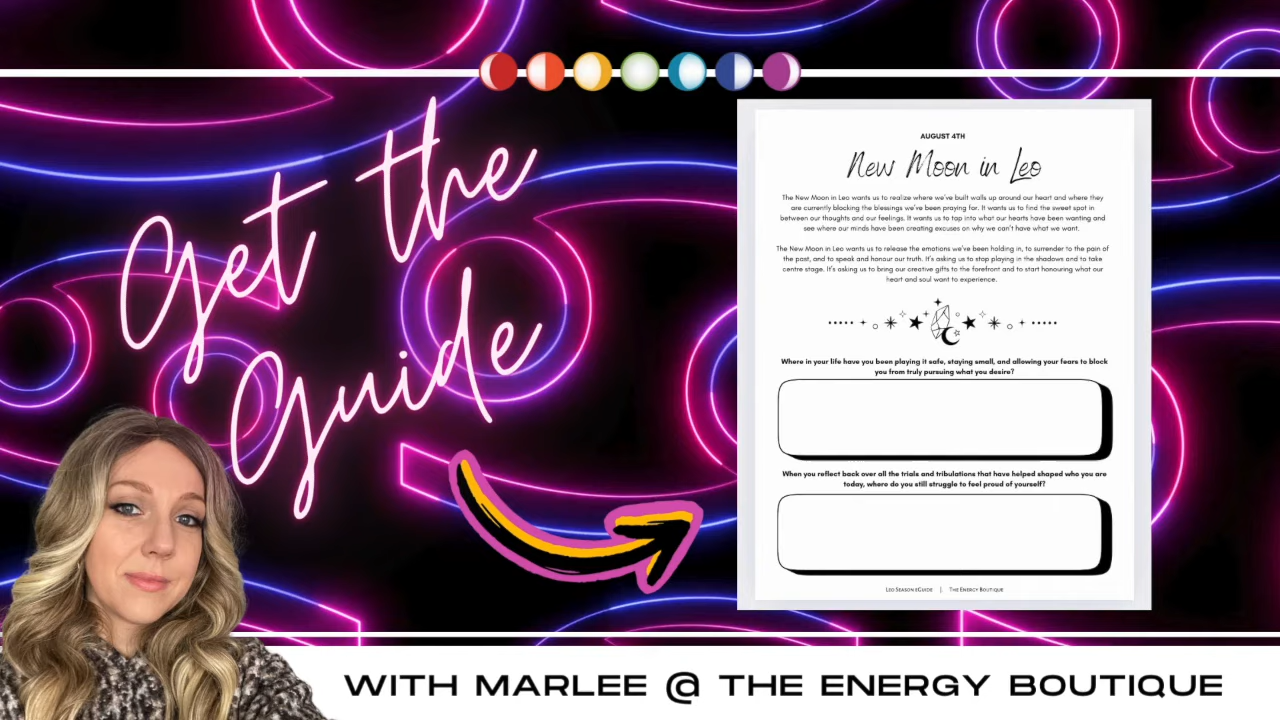 Get the
Guide
AUGUST 4TH
New Moon in Leo
The New Moon in Leo wants us to realize where we've built walls up around our heart and where they
are currently blocking the blessings we've been praying for. It wants us to find the sweet spot in
between our thoughts and our feelings. It wants us to tap into what our hearts have been wanting and
see where our minds have been creating excuses on why we can't have what we want.
The New Moon in Leo wants us to release the emotions we've been holding in, to surrender to the pain of
the past, and to speak and honour our truth. It's asking us to stop playing in the shadows and to take
centre stage. It's asking us to bring our creative gifts to the forefront and to start honouring what our
heart and soul want to experience.
Where in your life have you been playing it safe, staying small, and allowing your fears to block
you from truly pursuing what you desire?
When you reflect back over all the trials and tribulations that have helped shaped who you are
today, where do you still struggle to feel proud of yourself?
Leo Season eGuide | The Energy Boutique
WITH MARLEE @ THE ENERGY BOUTIQUE